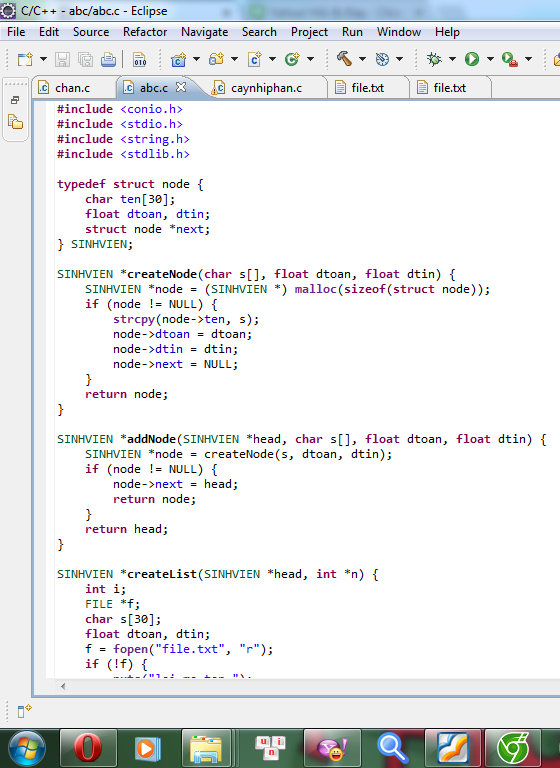 C/C++ - abc/abc.c - Eclipse
File Edit Source Refactor Navigate Search Project Run Window Help
010
chan.c abc.c caynhiphan.c file.txt file.txt
#include <conio.h>
#include <stdio.h>
#include <string.h>
#include <stdlib.h>
typedef struct node {
char ten[30];
float dtoan, dtin;
struct node *next;
} SINHVIEN;
SINHVIEN *createNode(char s[], float dtoan, float dtin) {
SINHVIEN *node = (SINHVIEN *) malloc(sizeof(struct node));
if (node != NULL) {
strcpy(node->ten, s);
node->dtoan = dtoan;
node->dtin = dtin;
node->next = NULL;
}
return node;
}
SINHVIEN *addNode(SINHVIEN *head, char s[], float dtoan, float dtin) {
SINHVIEN *node = createNode(s, dtoan, dtin);
if (node != NULL) {
node->next = head;
return node;
}
return head;
}
SINHVIEN *createList(SINHVIEN *head, int *n) {
int i;
FILE *f;
char s[30];
float dtoan, dtin;
f = fopen("file.txt", "r");
if (!f) {
u n i